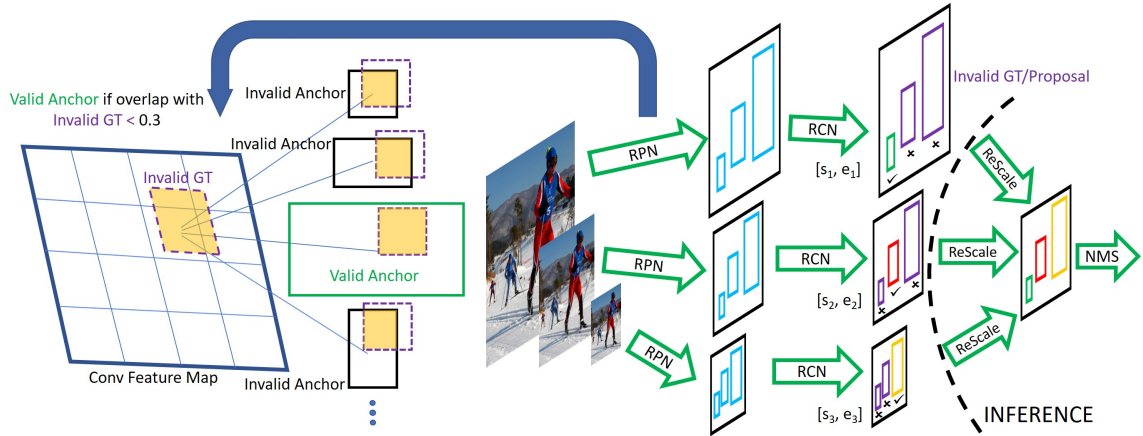 Valid Anchor if overlap with
Invalid GT < 0.3
Invalid GT
Conv Feature Map
Invalid Anchor
Invalid Anchor
Valid Anchor
Invalid Anchor
RPN
RPN
RPN
RCN
[s₁, e₁]
RCN
[s₂, e₂]
RCN
[s₃, e₃]
Invalid GT/Proposal
ReScale
ReScale
ReScale
NMS
INFERENCE